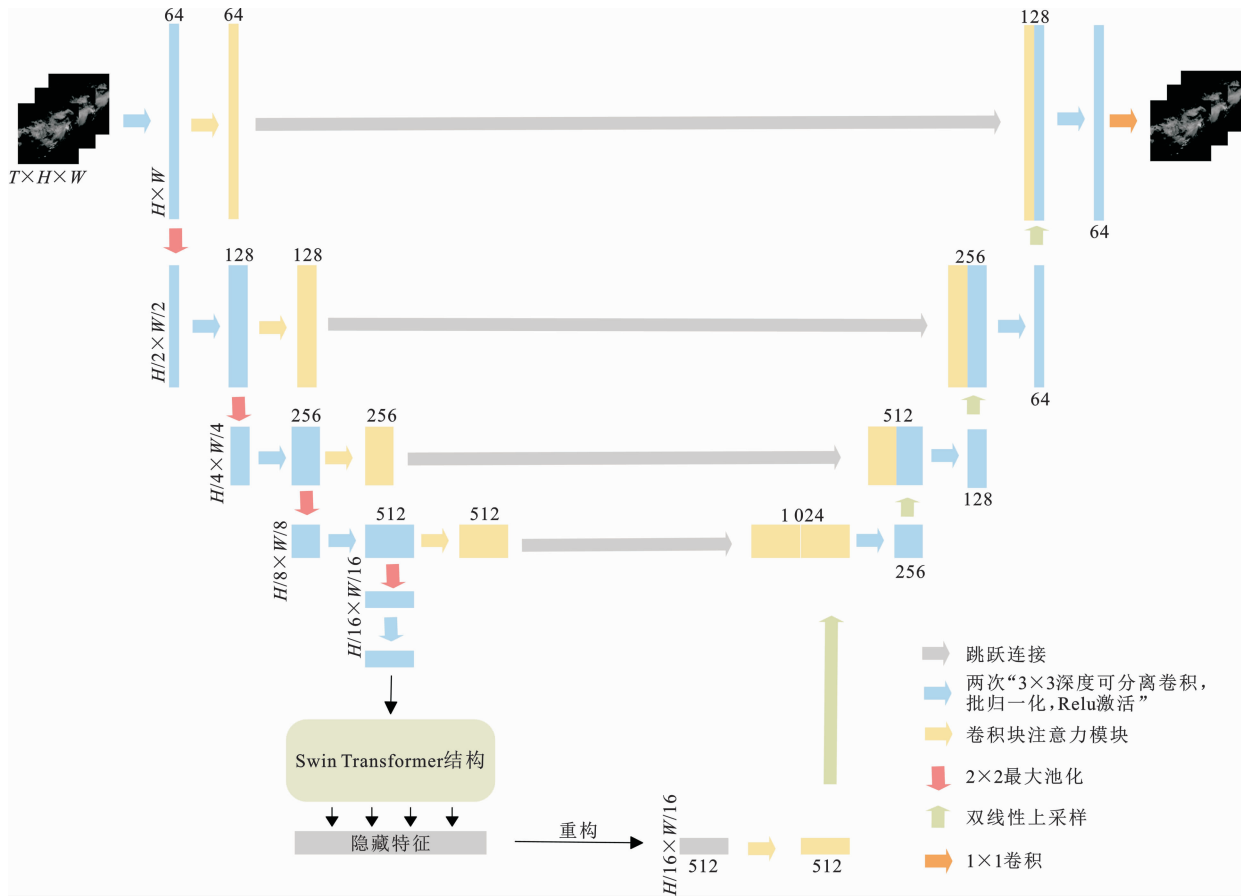 64
64
128
T×H×W
H×W
64
128
128
256
H/2×W/2
64
256
256
512
H/4×W/4
128
512
512
1 024
H/8×W/8
256
H/16×W/16
Swin Transformer结构
隐藏特征
重构
H/16×W/16
512
512
跳跃连接
两次“3×3深度可分离卷积，
批归一化，Relu激活”
卷积块注意力模块
2×2最大池化
双线性上采样
1×1卷积